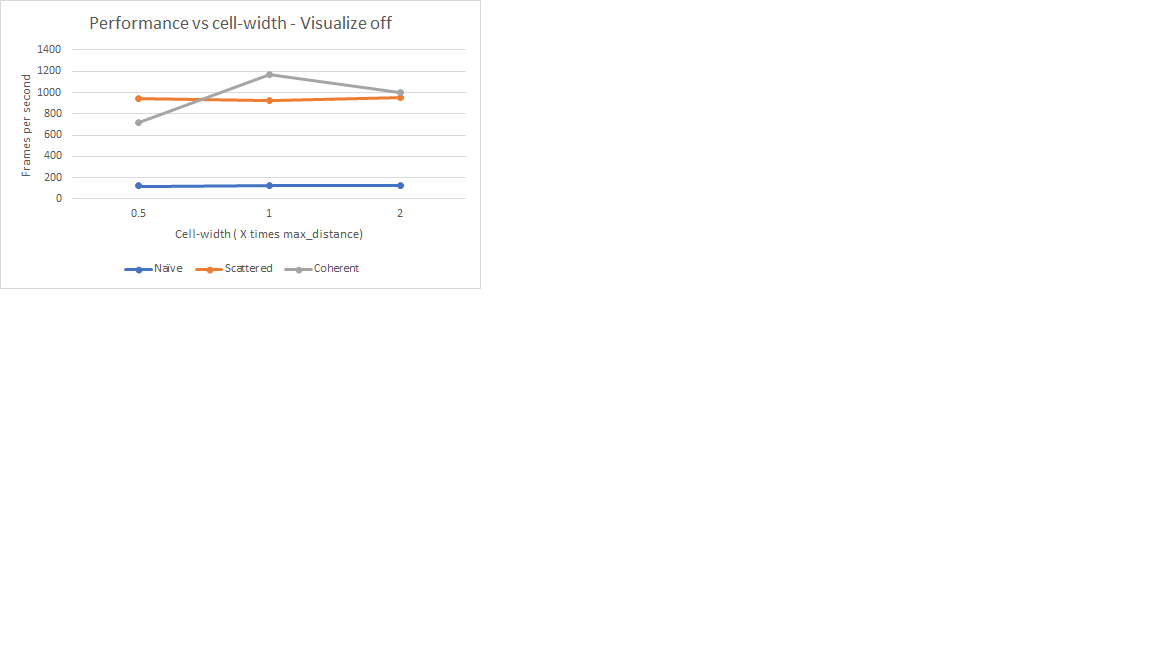 Performance vs cell-width - Visualize off
1400
1200
1000
800
600
400
200
0
Frames per second
0.5 1 2
Cell-width ( X times max_distance)
Naïve Scattered Coherent